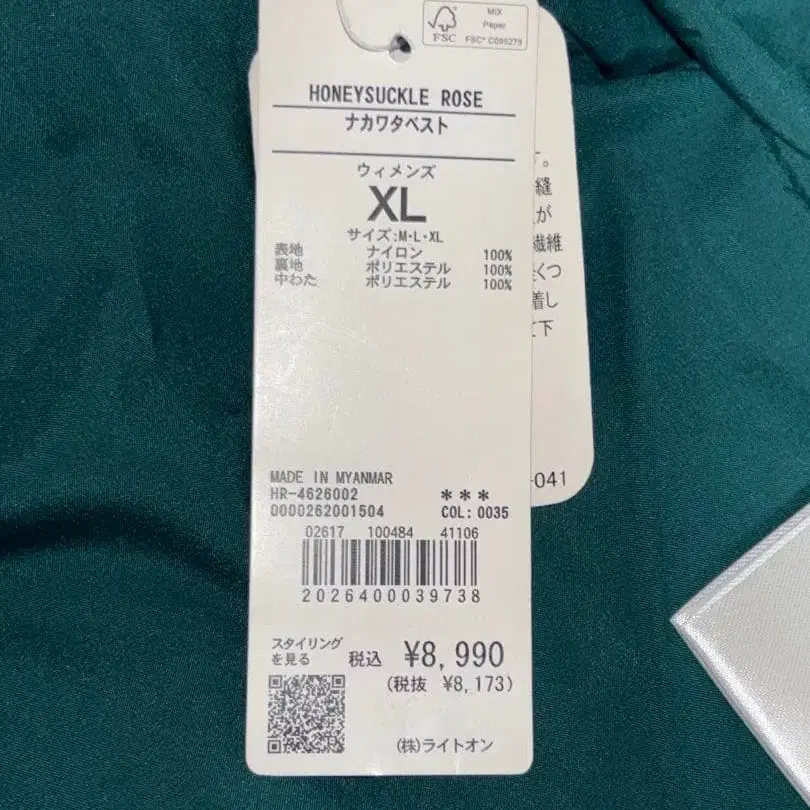 MIX
Paper
FSC
FSC® C095275
HONEYSUCKLE ROSE
ナカワタベスト
ウィメンズ
XL
サイズ:M・L・XL
表地 ナイロン 100%
裏地 ポリエステル 100%
中わた ポリエステル 100%
MADE IN MYANMAR
HR-4626002 ***
0000262001504 COL:0035
02617 100484 41106
2026400039738
スタイリング
を見る
税込 ¥8,990
(税抜 ¥8,173)
(株)ライトオン
す。
縫
が
繊維
くつ
着し
て下
-041